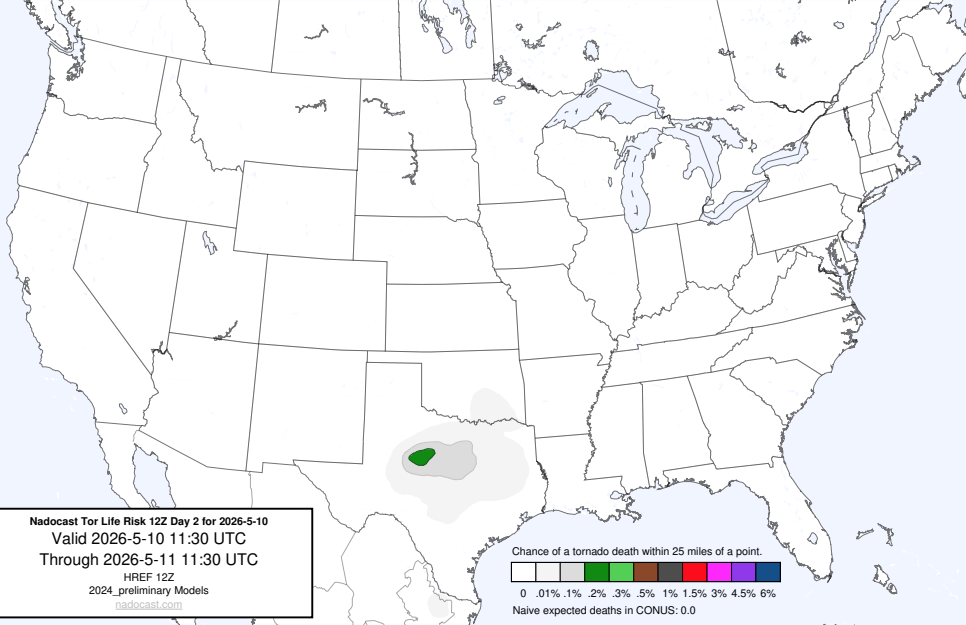 Nadocast Tor Life Risk 12Z Day 2 for 2026-5-10
Valid 2026-5-10 11:30 UTC
Through 2026-5-11 11:30 UTC
HREF 12Z
2024_preliminary Models
nadocast.com
Chance of a tornado death within 25 miles of a point.
0 .01% .1% .2% .3% .5% 1% 1.5% 3% 4.5% 6%
Naive expected deaths in CONUS: 0.0